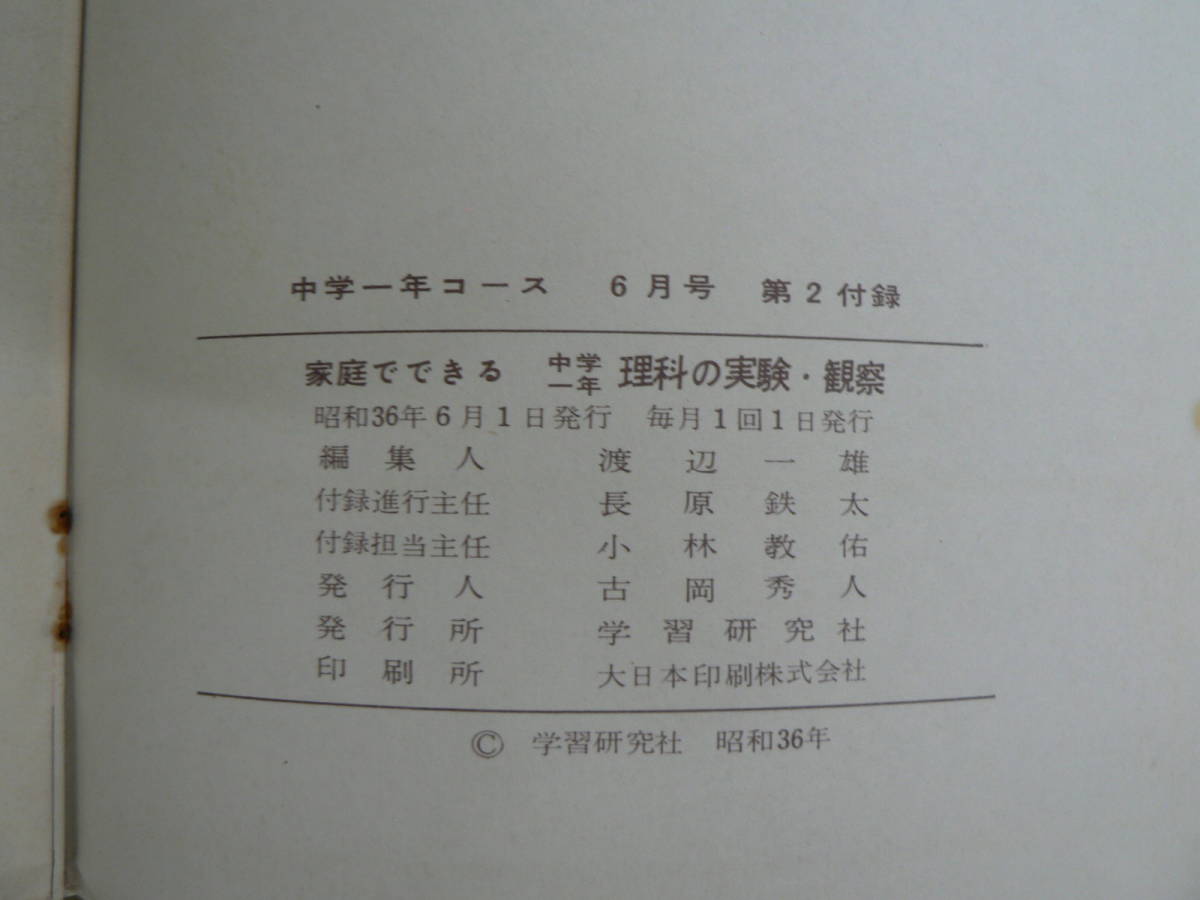 中学一年コース 6月号 第2付録
家庭でできる 中学一年 理科の実験・観察
昭和36年6月1日発行 毎月1回1日発行
編集人 渡辺一雄
付録進行主任 長原鉄太
付録担当主任 小林教佑
発行人 古岡秀人
発行所 学習研究社
印刷所 大日本印刷株式会社
© 学習研究社 昭和36年